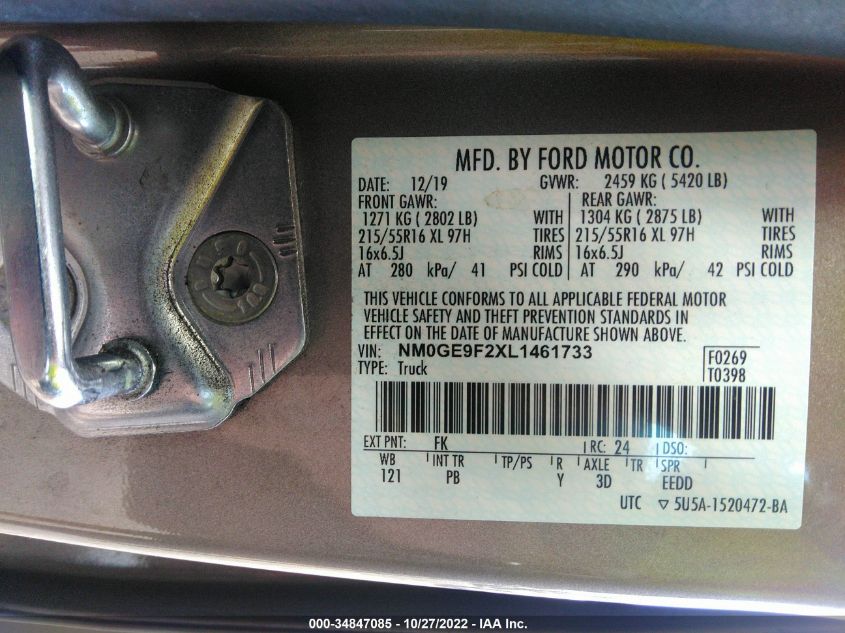 MFD. BY FORD MOTOR CO.
DATE: 12/19 GVWR: 2459 KG ( 5420 LB)
FRONT GAWR: REAR GAWR:
1271 KG ( 2802 LB) WITH 1304 KG ( 2875 LB) WITH
215/55R16 XL 97H TIRES 215/55R16 XL 97H TIRES
16x6.5J RIMS 16x6.5J RIMS
AT 280 kPa/ 41 PSI COLD AT 290 kPa/ 42 PSI COLD
THIS VEHICLE CONFORMS TO ALL APPLICABLE FEDERAL MOTOR
VEHICLE SAFETY AND THEFT PREVENTION STANDARDS IN
EFFECT ON THE DATE OF MANUFACTURE SHOWN ABOVE.
VIN: NM0GE9F2XL1461733 F0269
TYPE: Truck T0398
EXT PNT: FK RC: 24 DSO:
WB INT TR TP/PS R AXLE TR SPR
121 PB Y 3D EEDD
UTC ▽ 5U5A-1520472-BA
000-34847085 - 10/27/2022 - IAA Inc.